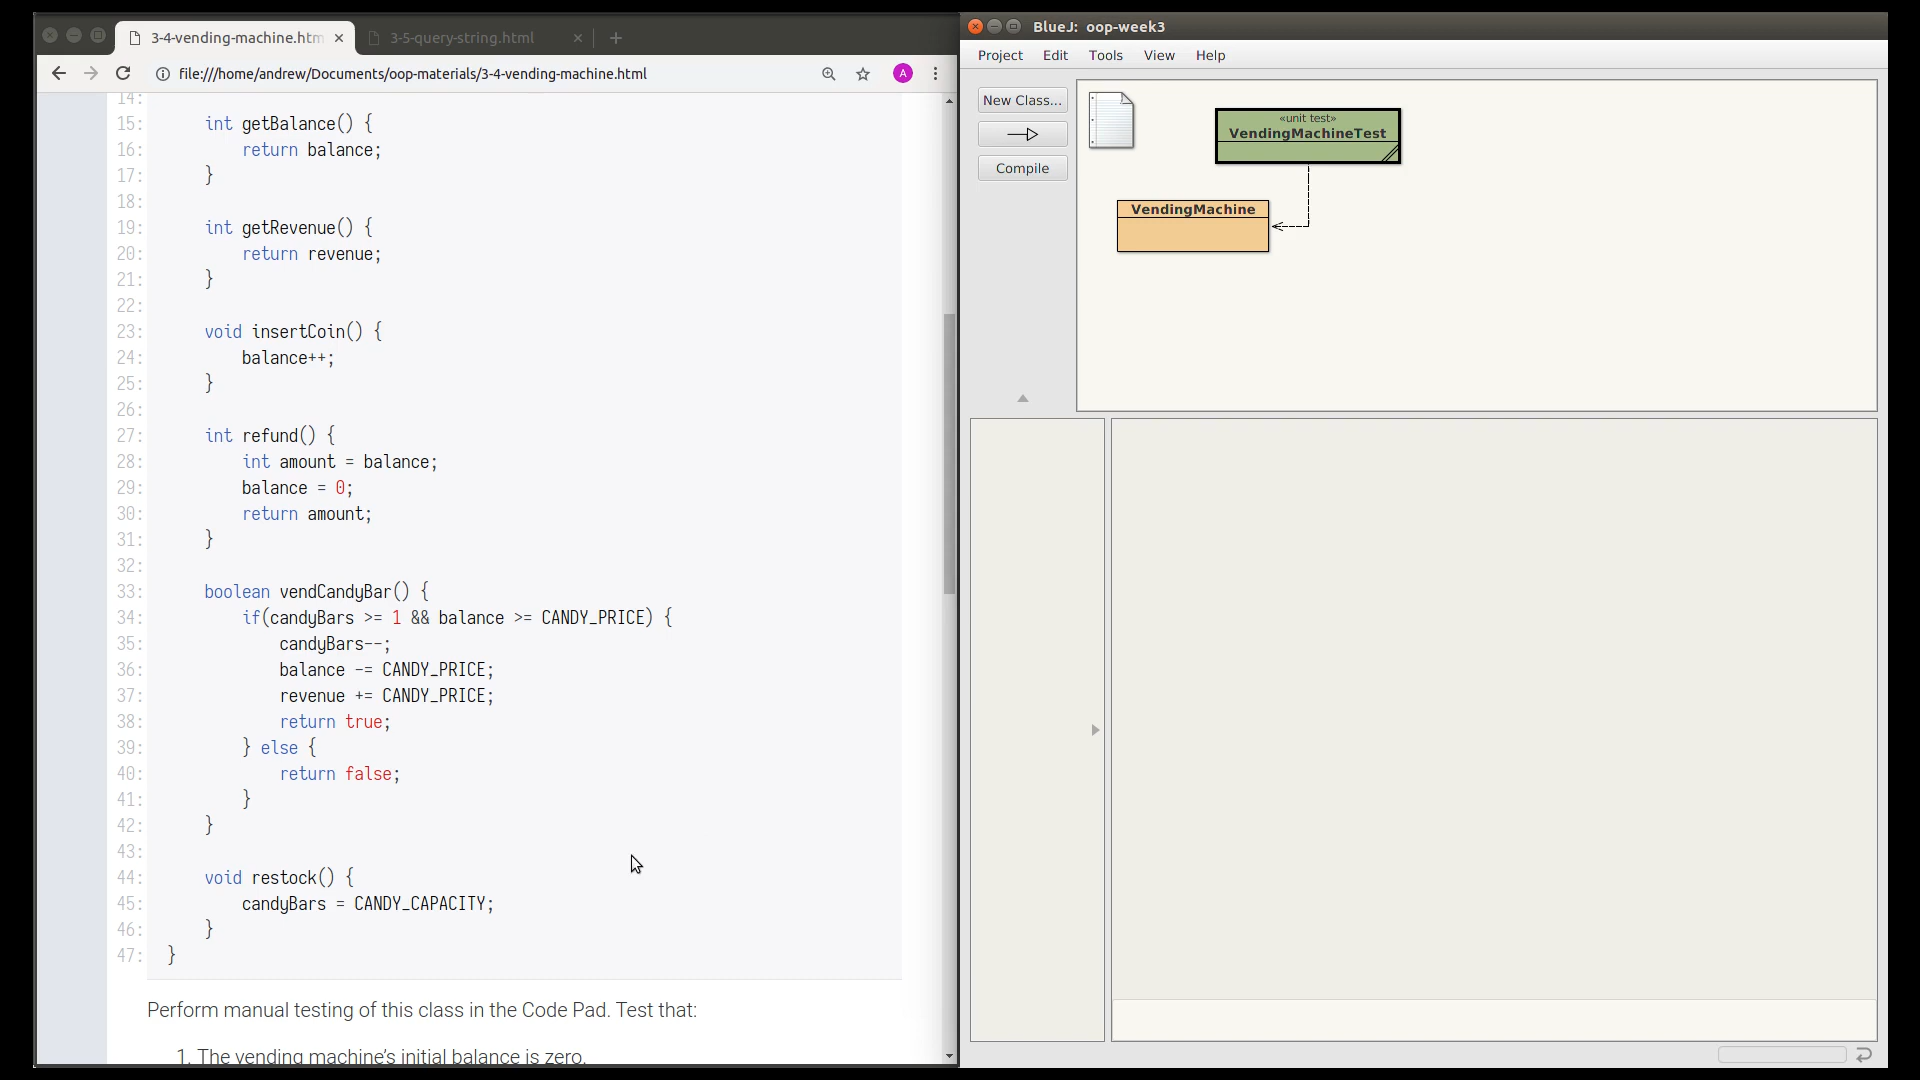 3-4-vending-machine.htm
3-5-query-string.html
file:///home/andrew/Documents/oop-materials/3-4-vending-machine.html
A
14:
15: int getBalance() {
16: return balance;
17: }
18:
19: int getRevenue() {
20: return revenue;
21: }
22:
23: void insertCoin() {
24: balance++;
25: }
26:
27: int refund() {
28: int amount = balance;
29: balance = 0;
30: return amount;
31: }
32:
33: boolean vendCandyBar() {
34: if(candyBars >= 1 && balance >= CANDY_PRICE) {
35: candyBars--;
36: balance -= CANDY_PRICE;
37: revenue += CANDY_PRICE;
38: return true;
39: } else {
40: return false;
41: }
42: }
43:
44: void restock() {
45: candyBars = CANDY_CAPACITY;
46: }
47: }
Perform manual testing of this class in the Code Pad. Test that:
1. The vending machine's initial balance is zero.
BlueJ: oop-week3
Project Edit Tools View Help
New Class...
Compile
«unit test»
VendingMachineTest
VendingMachine